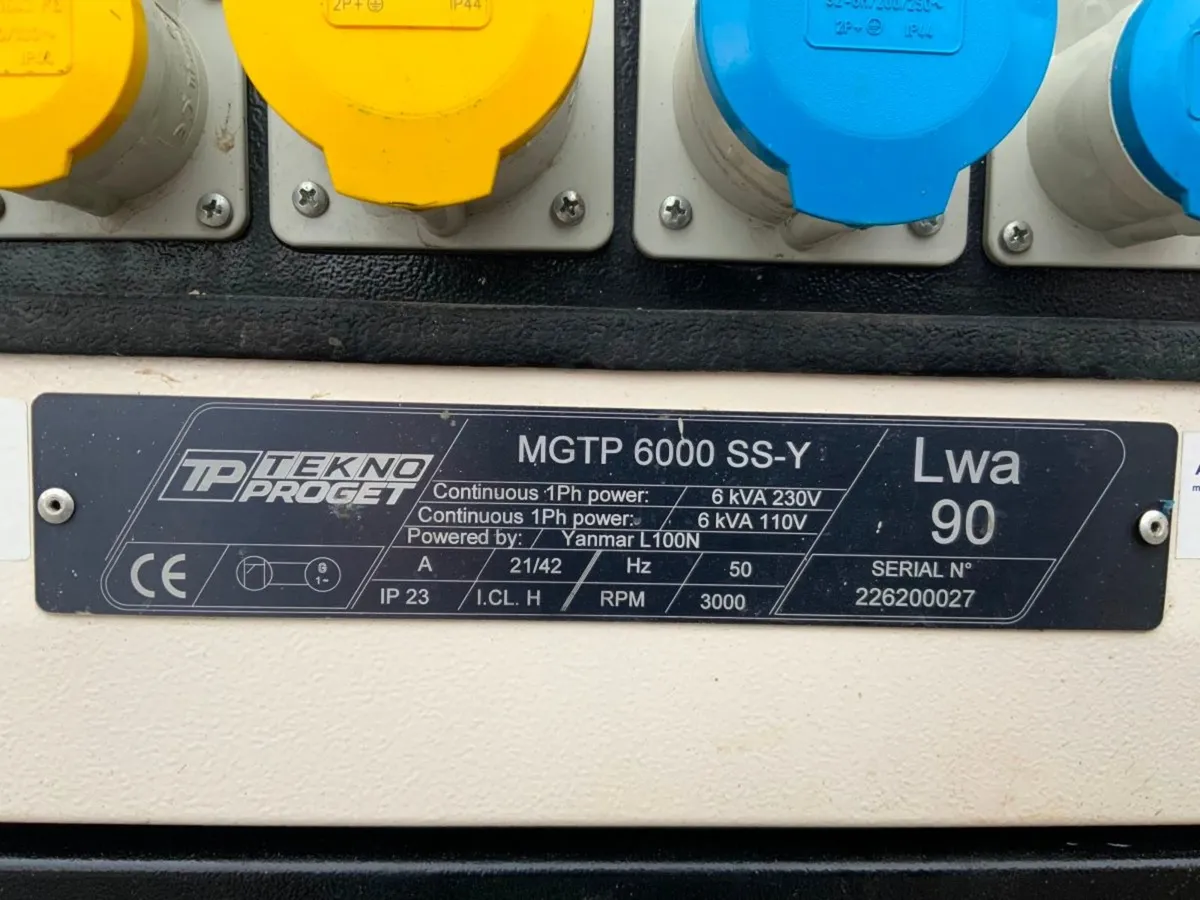 2P+ IP44
IP44
2P+ IP44
TP TEKNO
PROGET
MGTP 6000 SS-Y
Continuous 1Ph power: 6 kVA 230V
Continuous 1Ph power: 6 kVA 110V
Powered by: Yanmar L100N
A 21/42 Hz 50
IP 23 I.CL. H RPM 3000
CE
G
1~
Lwa
90
SERIAL N°
226200027